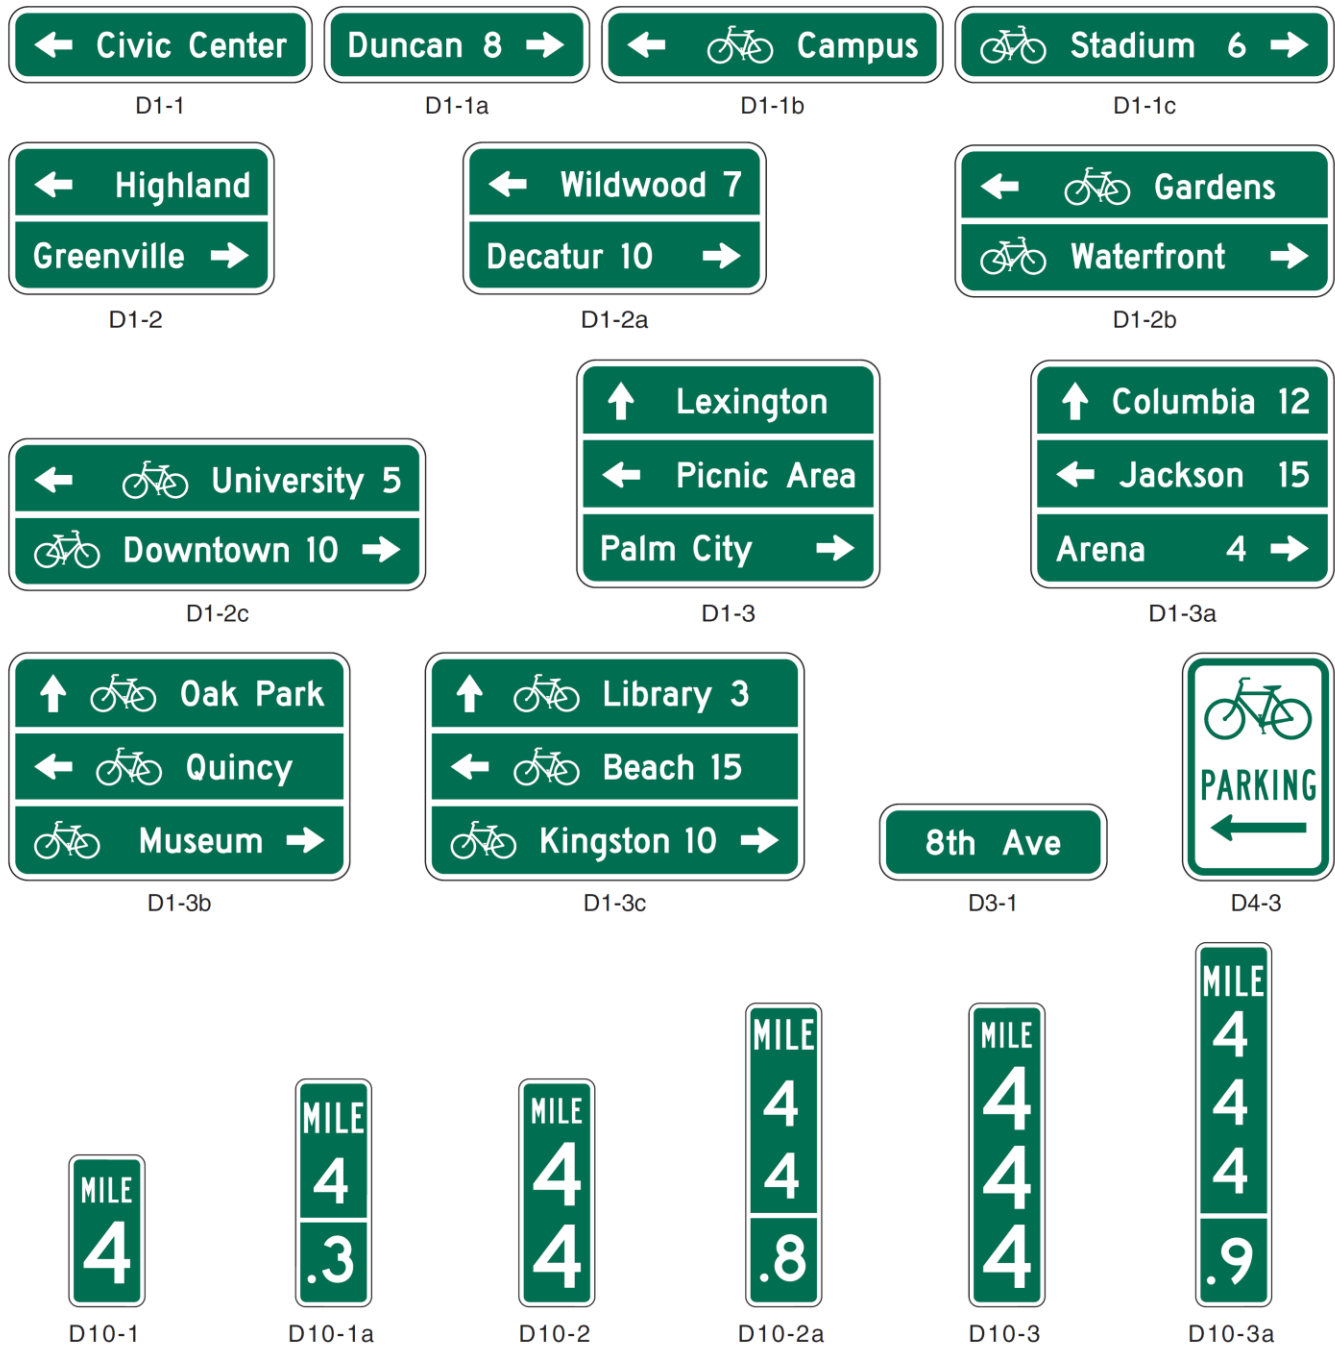 Civic Center
Duncan 8
Campus
Stadium 6
D1-1
D1-1a
D1-1b
D1-1c
Highland
Greenville
Wildwood 7
Decatur 10
Gardens
Waterfront
D1-2
D1-2a
D1-2b
University 5
Downtown 10
Lexington
Picnic Area
Palm City
Columbia 12
Jackson 15
Arena 4
D1-2c
D1-3
D1-3a
Oak Park
Quincy
Museum
Library 3
Beach 15
Kingston 10
8th Ave
PARKING
D1-3b
D1-3c
D3-1
D4-3
MILE
4
MILE
4
.3
MILE
4
4
MILE
4
4
.8
MILE
4
4
4
MILE
4
4
4
.9
D10-1
D10-1a
D10-2
D10-2a
D10-3
D10-3a